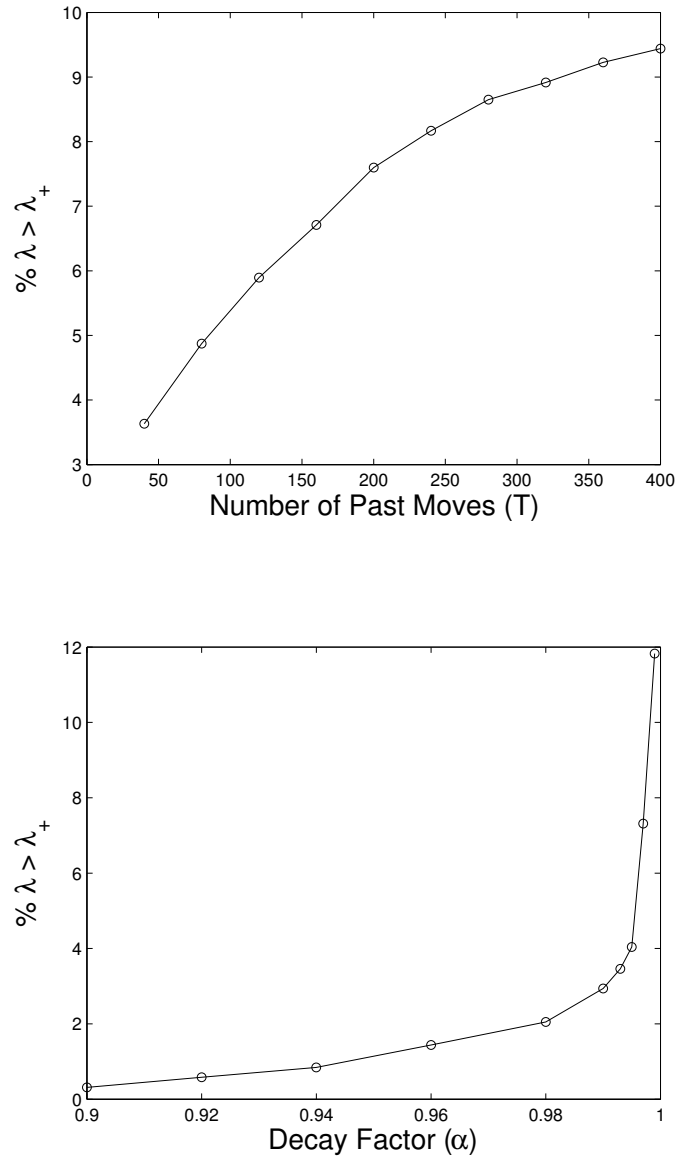 10
9
8
7
6
5
4
3
% λ > λ+
0 50 100 150 200 250 300 350 400
Number of Past Moves (T)
12
10
8
6
4
2
0
% λ > λ+
0.9 0.92 0.94 0.96 0.98 1
Decay Factor (α)